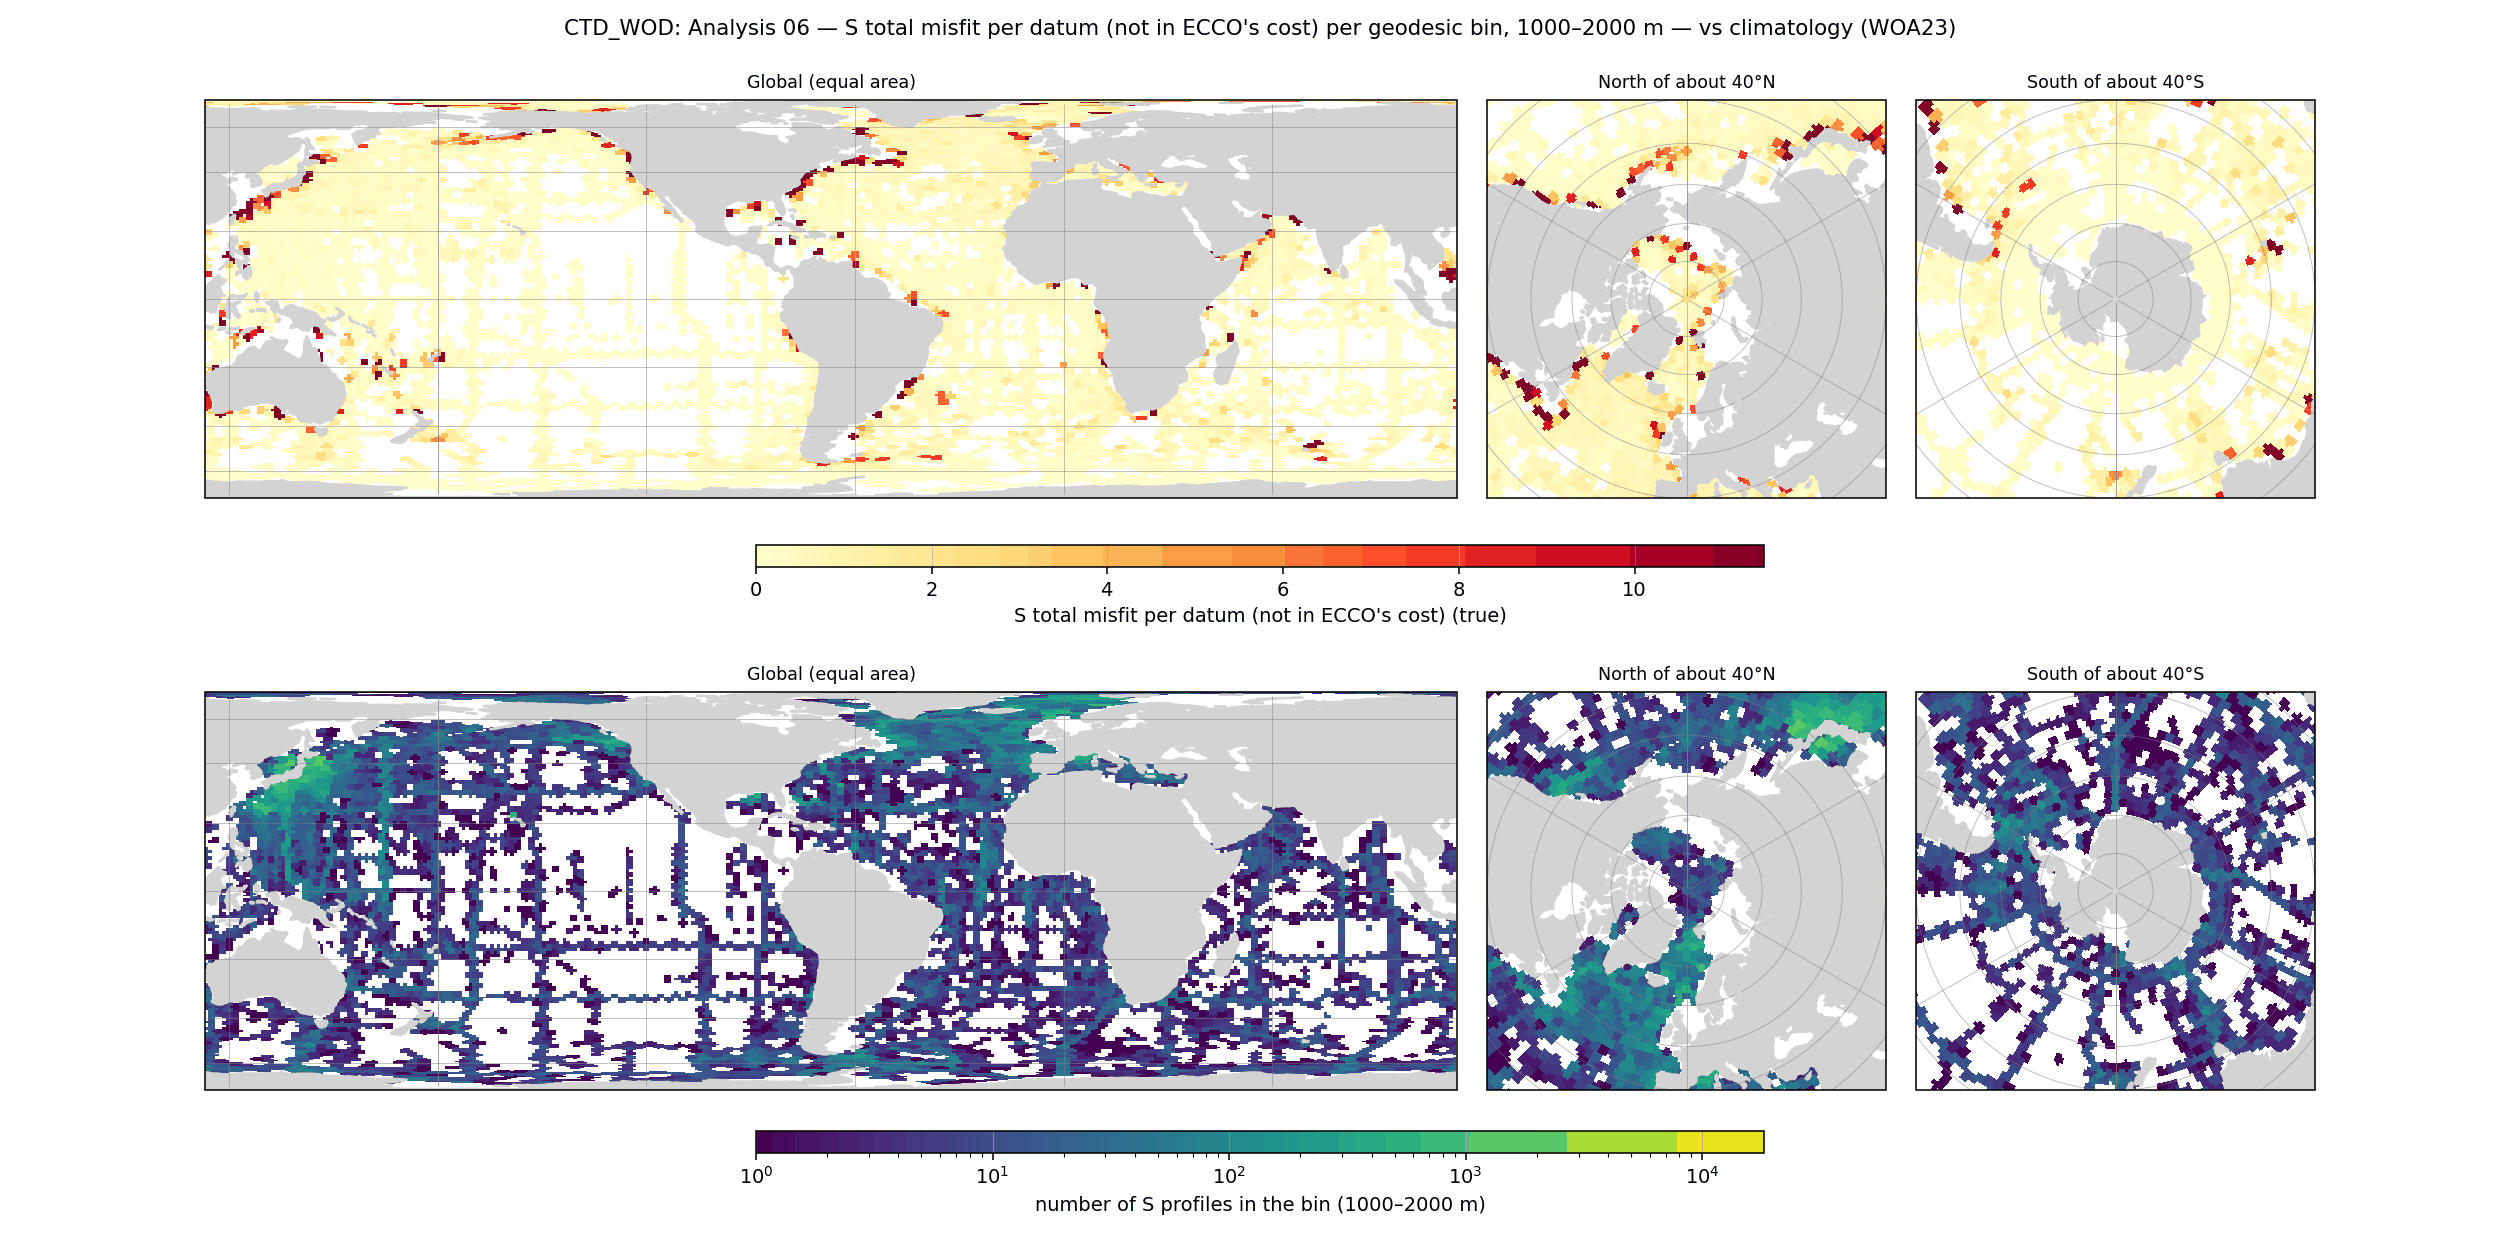 CTD_WOD: Analysis 06 — S total misfit per datum (not in ECCO's cost) per geodesic bin, 1000–2000 m — vs climatology (WOA23)
Global (equal area)
North of about 40°N
South of about 40°S
0 2 4 6 8 10
S total misfit per datum (not in ECCO's cost) (true)
Global (equal area)
North of about 40°N
South of about 40°S
10⁰ 10¹ 10² 10³ 10⁴
number of S profiles in the bin (1000–2000 m)